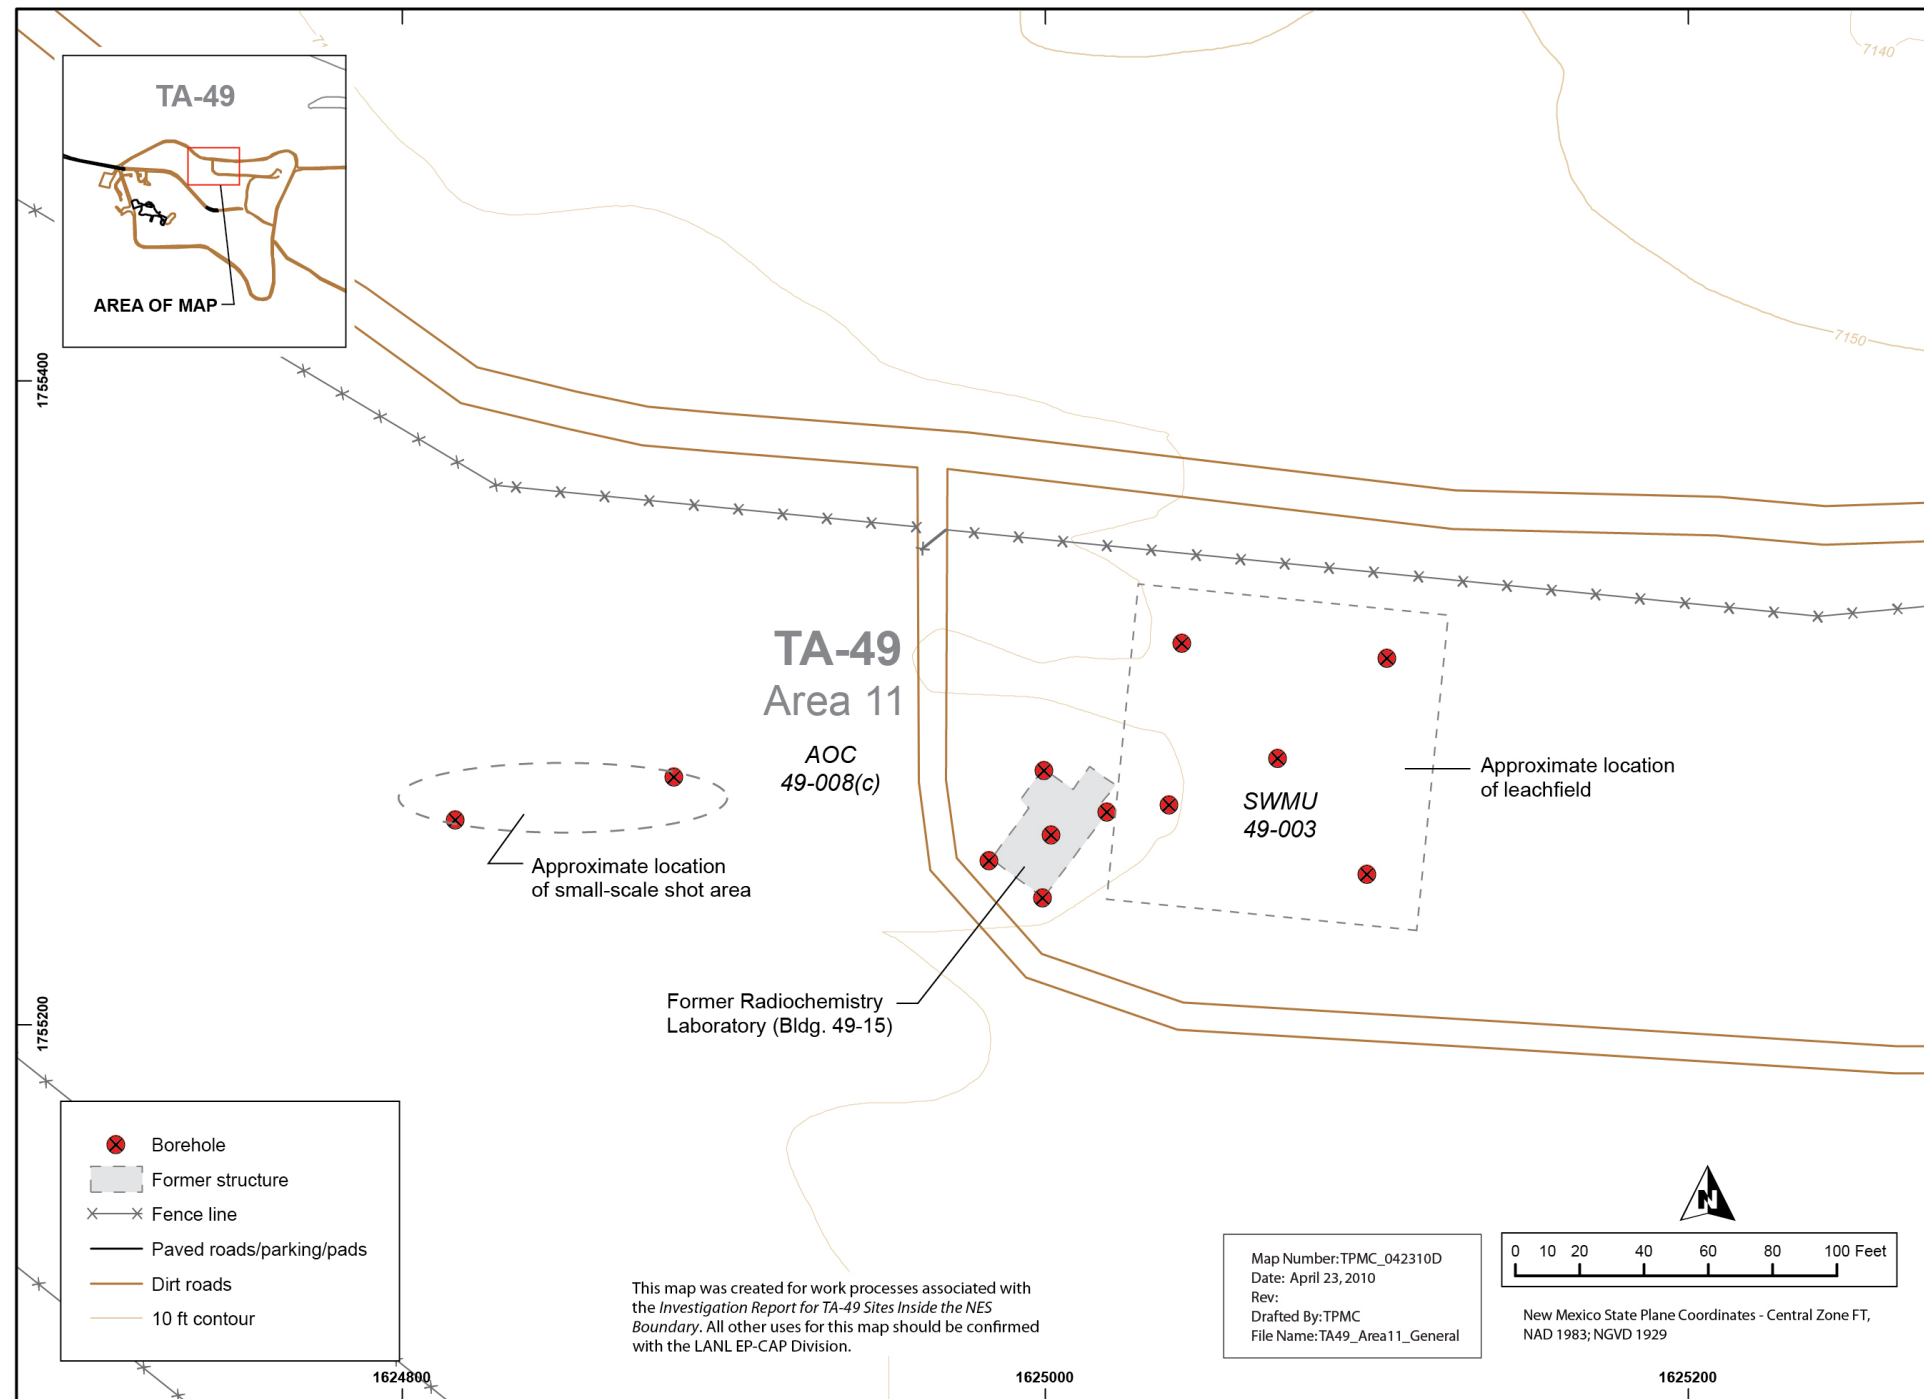 7140
TA-49
AREA OF MAP
7150
1755400
TA-49
Area 11
AOC
49-008(c)
Approximate location
of leachfield
SWMU
49-003
Approximate location
of small-scale shot area
Former Radiochemistry
Laboratory (Bldg. 49-15)
1755200
Borehole
Former structure
Fence line
Paved roads/parking/pads
Dirt roads
10 ft contour
This map was created for work processes associated with
the Investigation Report for TA-49 Sites Inside the NES
Boundary. All other uses for this map should be confirmed
with the LANL EP-CAP Division.
Map Number:TPMC_042310D
Date: April 23, 2010
Rev:
Drafted By:TPMC
File Name:TA49_Area11_General
N
0 10 20 40 60 80 100 Feet
New Mexico State Plane Coordinates - Central Zone FT,
NAD 1983; NGVD 1929
1624800
1625000
1625200